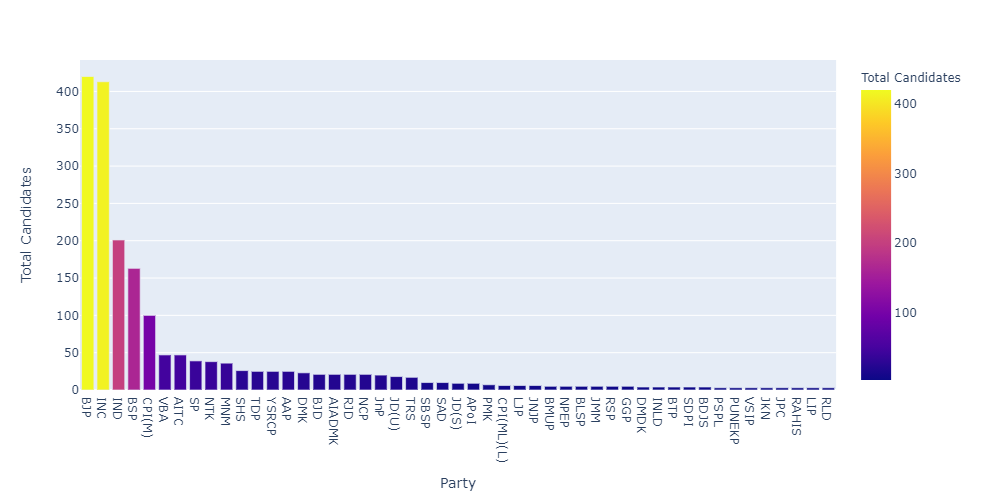 Total Candidates
400
350
300
250
200
150
100
50
0
BJP
INC
IND
BSP
CPI(M)
VBA
AITC
SP
NTK
MNM
SHS
TDP
YSRCP
AAP
DMK
BJD
AIADMK
RJD
NCP
JnP
JD(U)
TRS
SBSP
SAD
JD(S)
APoI
PMK
CPI(ML)(L)
LJP
JNJP
BMUP
NPEP
BLSP
JMM
RSP
GGP
DMDK
INLD
BTP
SDPI
BDJS
PSPL
PUNEKP
VSIP
JKN
JPC
RAHIS
LIP
RLD
Party
Total Candidates
400
300
200
100